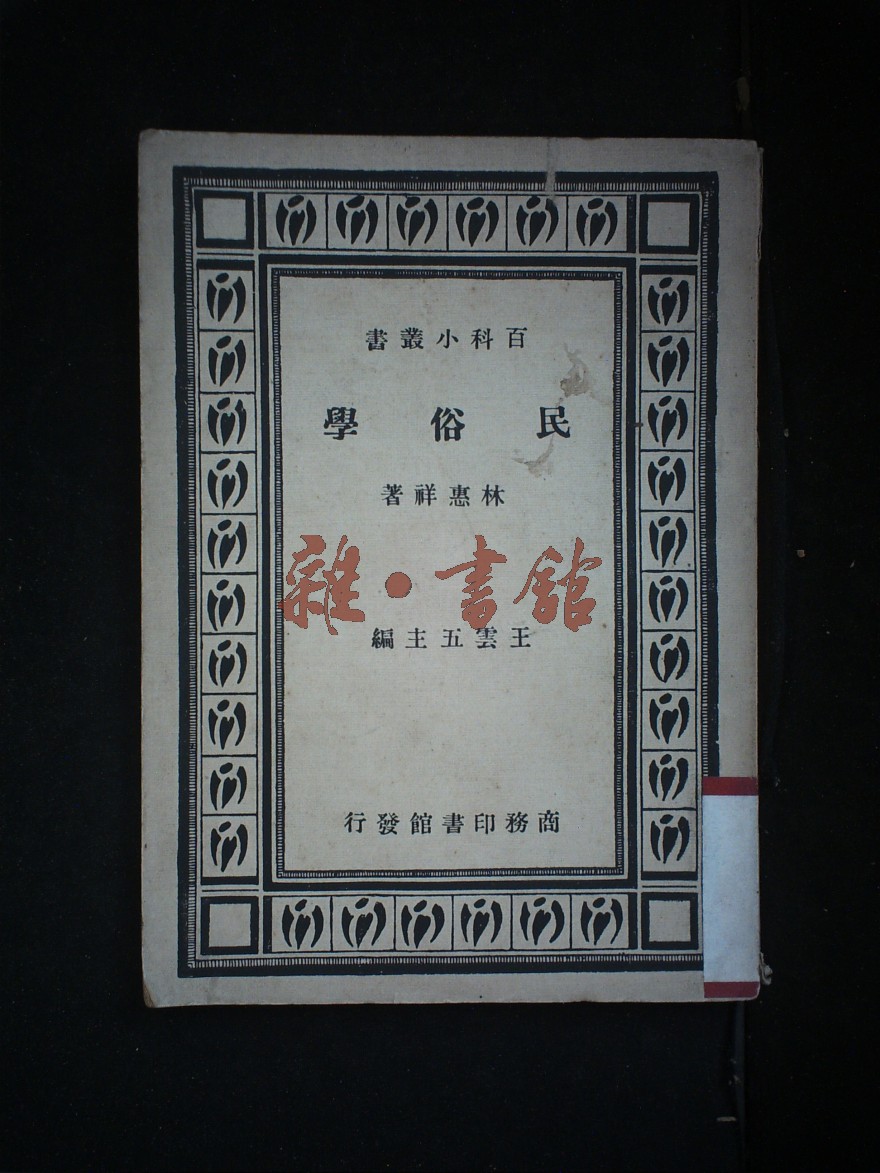 百科小叢書
民俗學
林惠祥著
雜·書館
王雲五主編
商務印書館發行